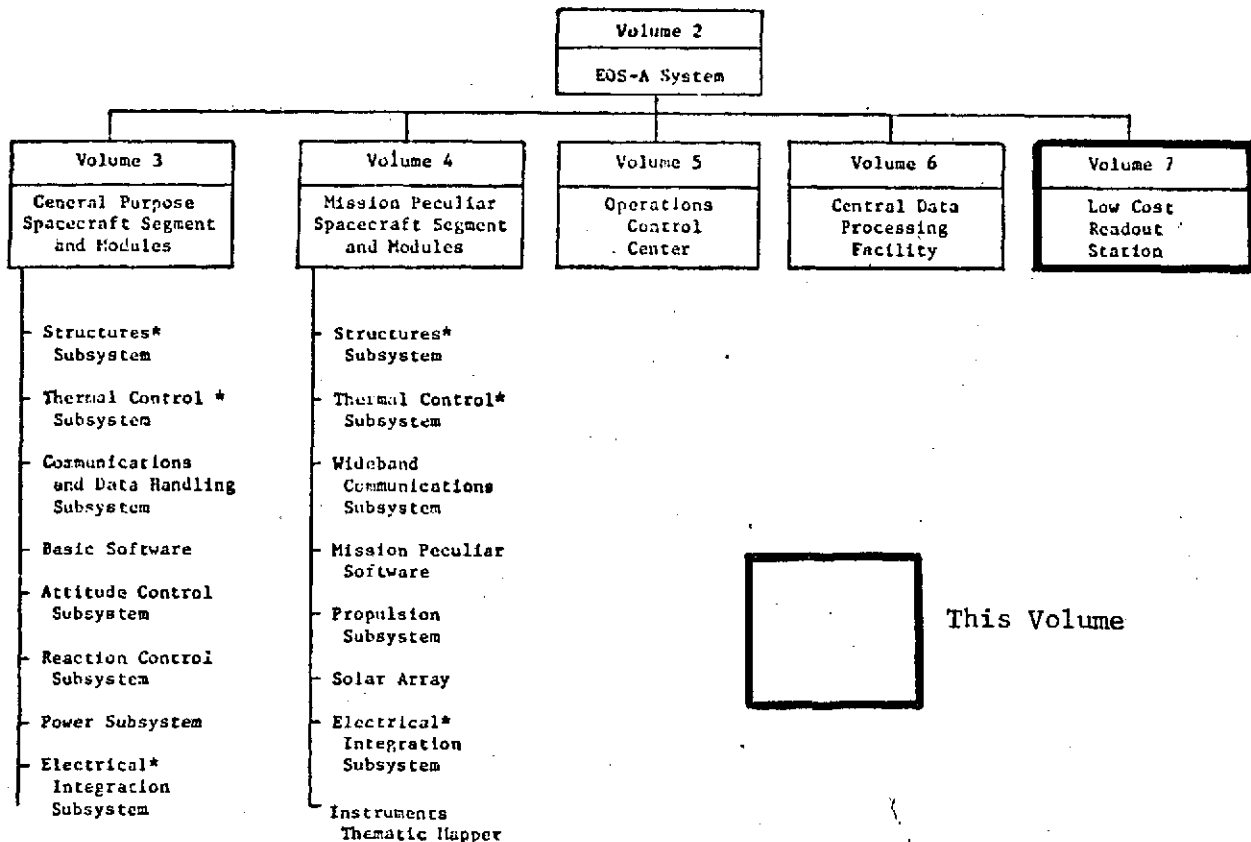 Volume 2
EOS-A System
Volume 3
General Purpose
Spacecraft Segment
and Modules
Volume 4
Mission Peculiar
Spacecraft Segment
and Modules
Volume 5
Operations
Control
Center
Volume 6
Central Data
Processing
Facility
Volume 7
Low Cost
Readout
Station
Structures*
Subsystem
Thermal Control *
Subsystem
Communications
and Data Handling
Subsystem
Basic Software
Attitude Control
Subsystem
Reaction Control
Subsystem
Power Subsystem
Electrical*
Integration
Subsystem
Structures*
Subsystem
Thermal Control*
Subsystem
Wideband
Communications
Subsystem
Mission Peculiar
Software
Propulsion
Subsystem
Solar Array
Electrical*
Integration
Subsystem
Instruments
Thematic Mapper
This Volume